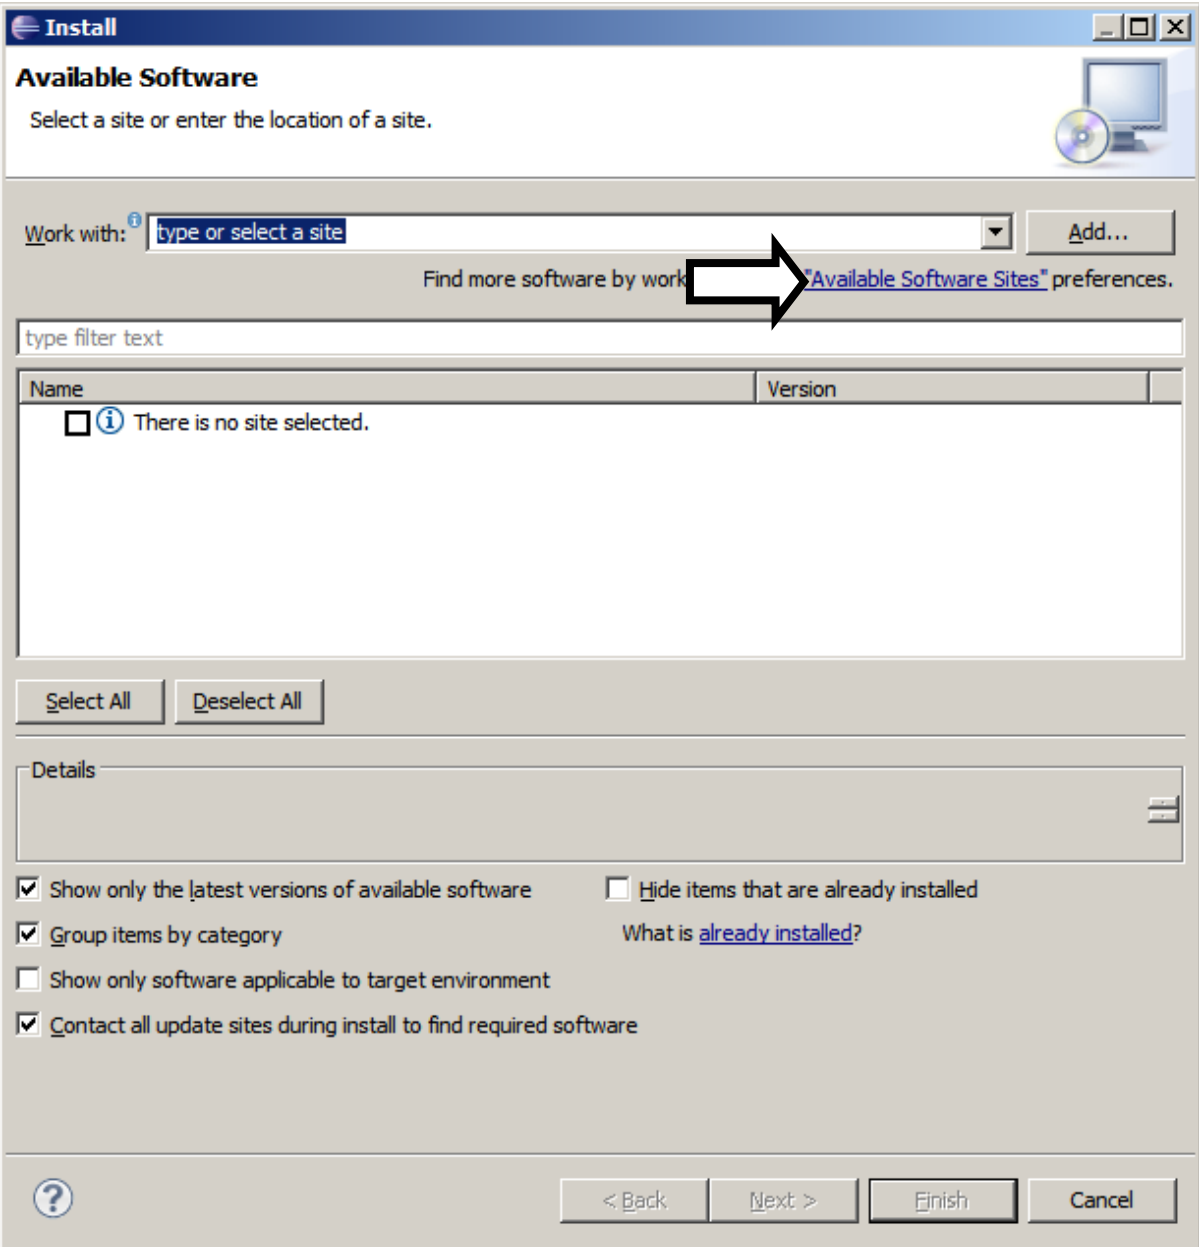 Install
Available Software
Select a site or enter the location of a site.
Work with: type or select a site Add...
Find more software by work "Available Software Sites" preferences.
type filter text
Name Version
There is no site selected.
Select All Deselect All
Details
Show only the latest versions of available software Hide items that are already installed
Group items by category What is already installed?
Show only software applicable to target environment
Contact all update sites during install to find required software
< Back Next > Finish Cancel